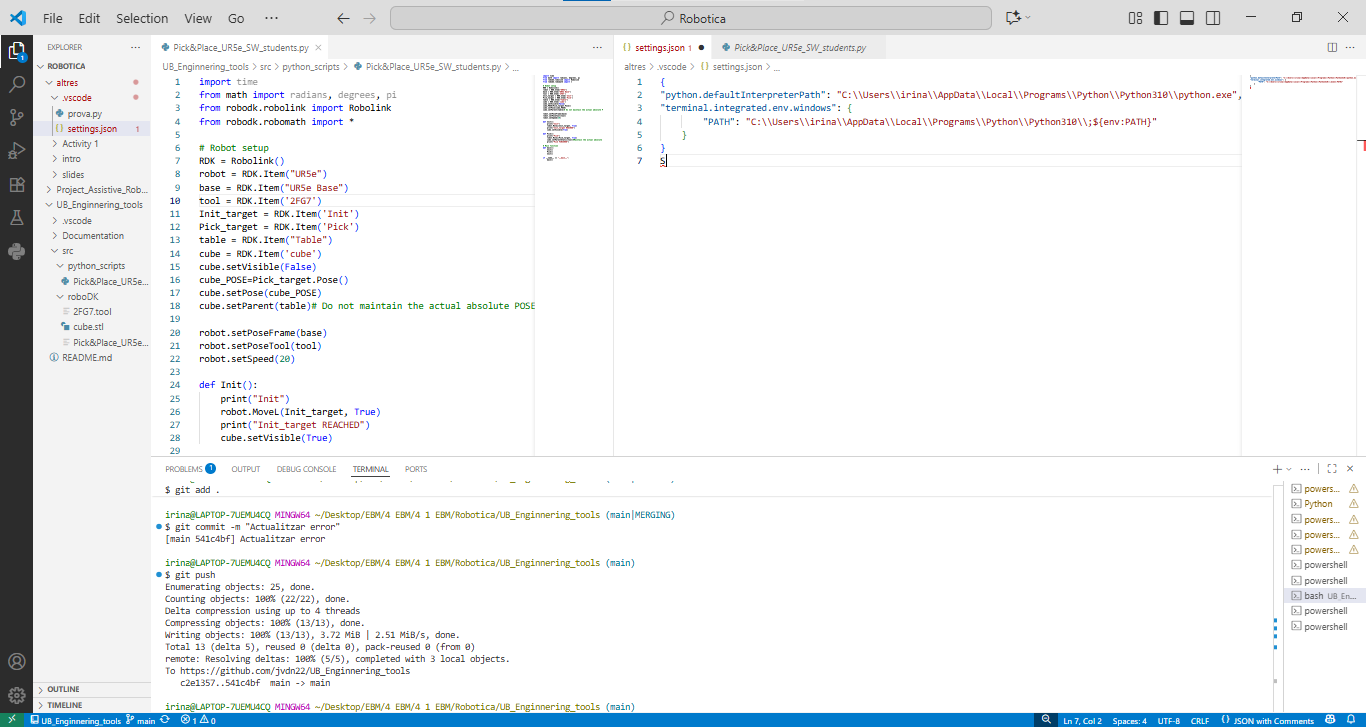 File Edit Selection View Go ··· Robotica
EXPLORER ···
ROBOTICA
altres
.vscode
prova.py
settings.json 1
Activity 1
intro
slides
Project_Assistive_Rob...
UB_Enginnering_tools
.vscode
Documentation
src
python_scripts
Pick&Place_UR5e...
roboDK
2FG7.tool
cube.stl
Pick&Place_UR5e...
README.md
OUTLINE
TIMELINE
Pick&Place_UR5e_SW_students.py
UB_Enginnering_tools > src > python_scripts > Pick&Place_UR5e_SW_students.py > ...
1 import time
2 from math import radians, degrees, pi
3 from robodk.robolink import Robolink
4 from robodk.robomath import *
5
6 # Robot setup
7 RDK = Robolink()
8 robot = RDK.Item("UR5e")
9 base = RDK.Item("UR5e Base")
10 tool = RDK.Item('2FG7')
11 Init_target = RDK.Item('Init')
12 Pick_target = RDK.Item('Pick')
13 table = RDK.Item("Table")
14 cube = RDK.Item('cube')
15 cube.setVisible(False)
16 cube_POSE=Pick_target.Pose()
17 cube.setPose(cube_POSE)
18 cube.setParent(table)# Do not maintain the actual absolute POSE
19
20 robot.setPoseFrame(base)
21 robot.setPoseTool(tool)
22 robot.setSpeed(20)
23
24 def Init():
25 print("Init")
26 robot.MoveL(Init_target, True)
27 print("Init_target REACHED")
28 cube.setVisible(True)
29
settings.json 1 Pick&Place_UR5e_SW_students.py
altres > .vscode > settings.json > ...
1 {
2 "python.defaultInterpreterPath": "C:\\Users\\irina\\AppData\\Local\\Programs\\Python\\Python310\\python.exe",
3 "terminal.integrated.env.windows": {
4 "PATH": "C:\\Users\\irina\\AppData\\Local\\Programs\\Python\\Python310\\;${env:PATH}"
5 }
6 }
7 S
PROBLEMS 1 OUTPUT DEBUG CONSOLE TERMINAL PORTS
$ git add .
irina@LAPTOP-7UEMU4CQ MINGW64 ~/Desktop/EBM/4 EBM/4 1 EBM/Robotica/UB_Enginnering_tools (main|MERGING)
$ git commit -m "Actualitzar error"
[main 541c4bf] Actualitzar error
irina@LAPTOP-7UEMU4CQ MINGW64 ~/Desktop/EBM/4 EBM/4 1 EBM/Robotica/UB_Enginnering_tools (main)
$ git push
Enumerating objects: 25, done.
Counting objects: 100% (22/22), done.
Delta compression using up to 4 threads
Compressing objects: 100% (13/13), done.
Writing objects: 100% (13/13), 3.72 MiB | 2.51 MiB/s, done.
Total 13 (delta 5), reused 0 (delta 0), pack-reused 0 (from 0)
remote: Resolving deltas: 100% (5/5), completed with 3 local objects.
To https://github.com/jvdn22/UB_Enginnering_tools
c2e1357..541c4bf main -> main
irina@LAPTOP-7UEMU4CQ MINGW64 ~/Desktop/EBM/4 EBM/4 1 EBM/Robotica/UB_Enginnering_tools (main)
powers...
Python
powers...
powers...
powers...
powershell
powershell
bash UB_En...
powershell
powershell
UB_Enginnering_tools main 1 0 Ln 7, Col 2 Spaces: 4 UTF-8 CRLF {} JSON with Comments